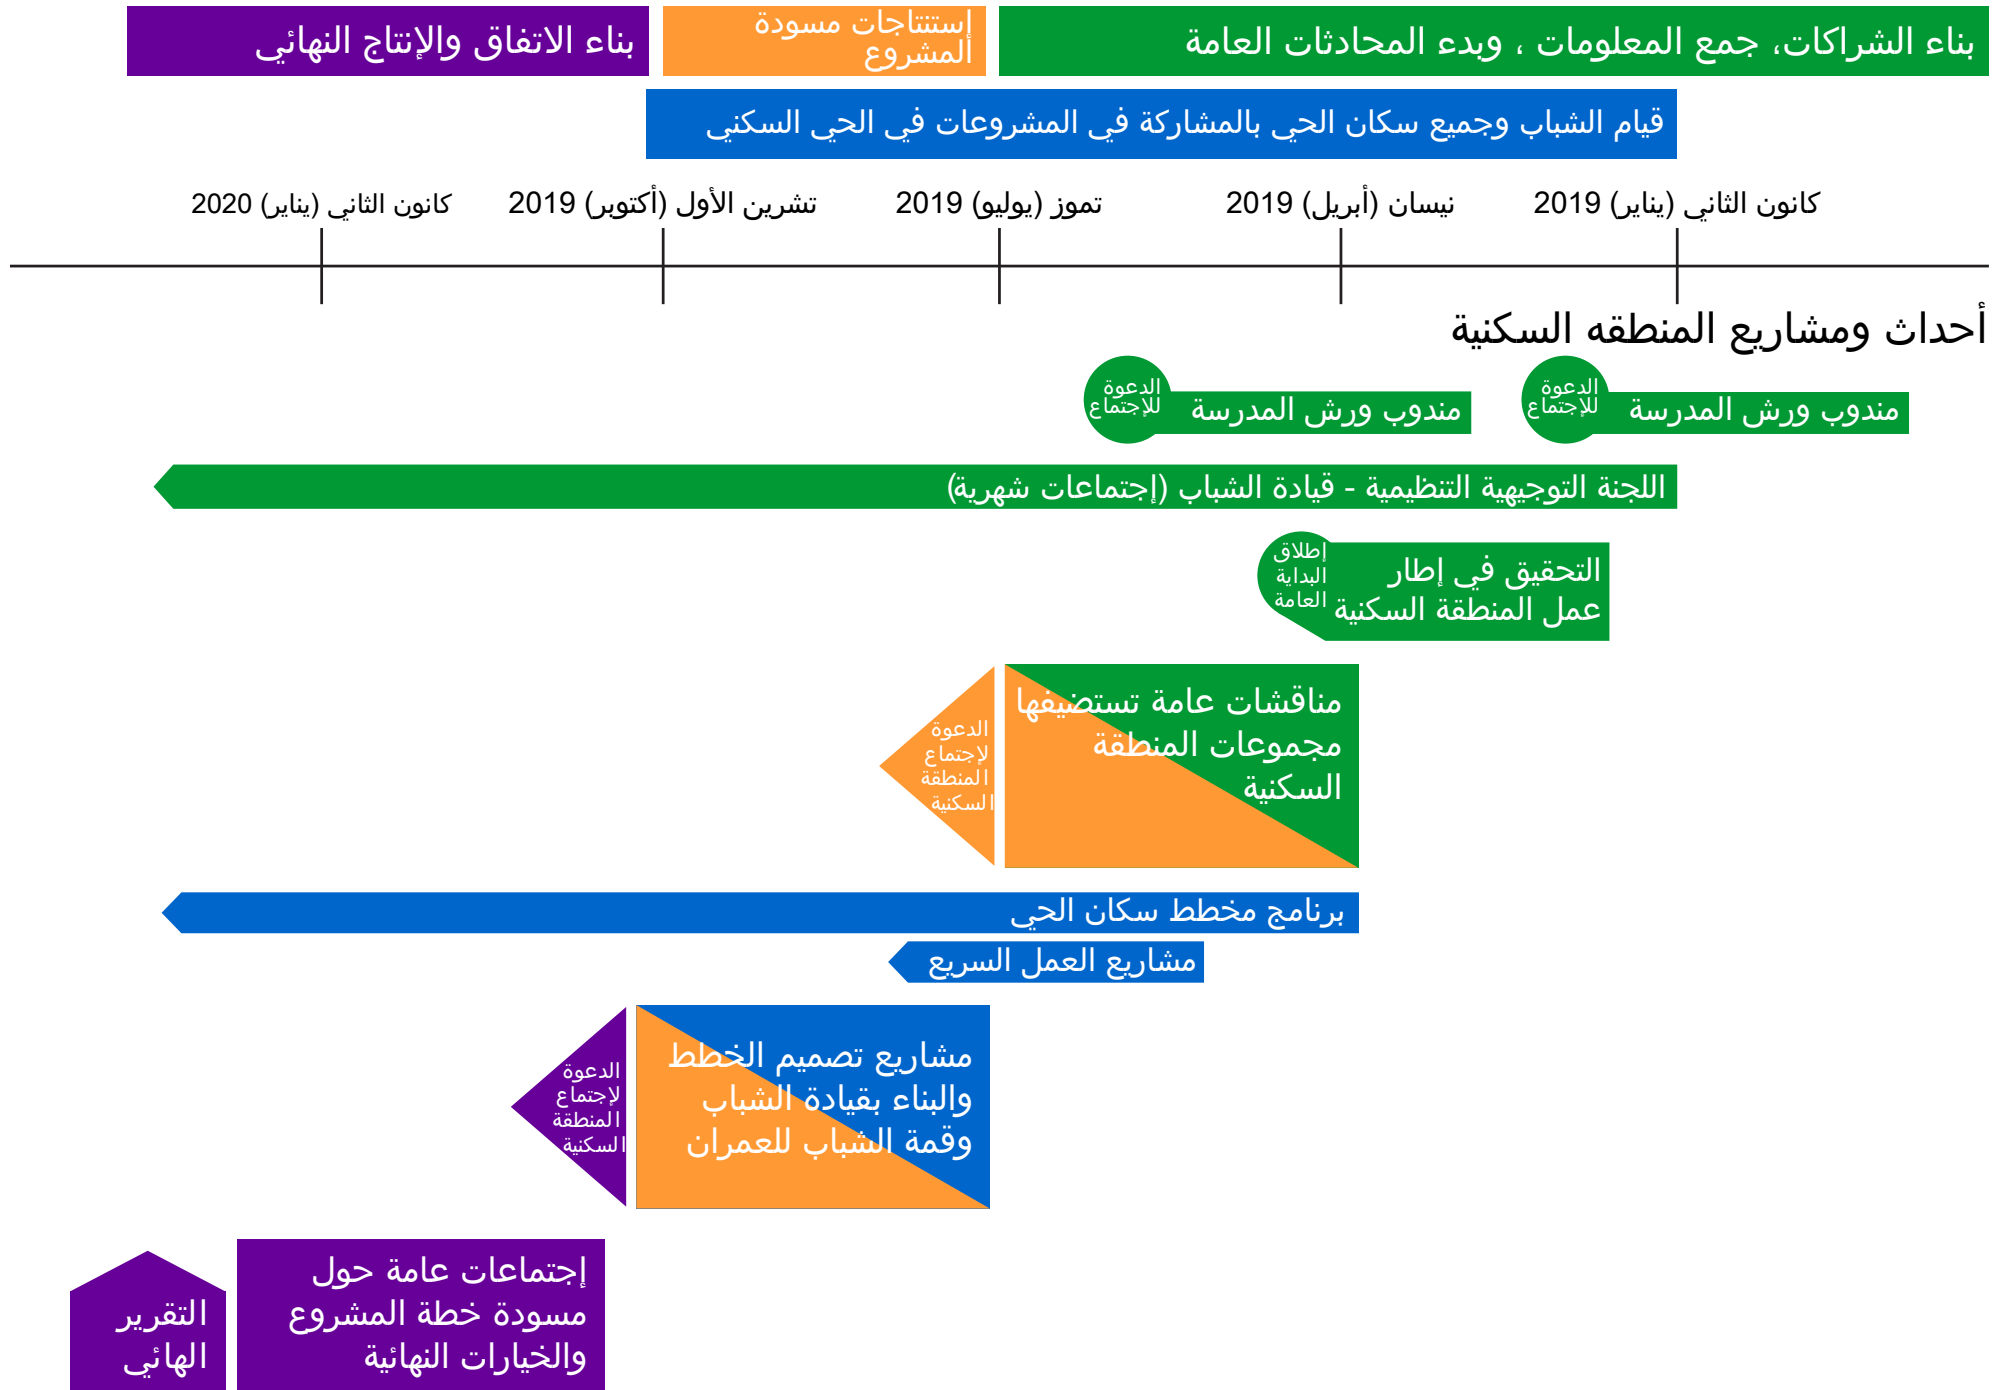 بناء الشراكات، جمع المعلومات ، وبدء المحادثات العامة
إستنتاجات مسودة
المشروع
بناء الاتفاق والإنتاج النهائي
قيام الشباب وجميع سكان الحي بالمشاركة في المشروعات في الحي السكني
كانون الثاني (يناير) 2019
نيسان (أبريل) 2019
تموز (يوليو) 2019
تشرين الأول (أكتوبر) 2019
كانون الثاني (يناير) 2020
أحداث ومشاريع المنطقه السكنية
مندوب ورش المدرسة
الدعوة
للإجتماع
مندوب ورش المدرسة
الدعوة
للإجتماع
اللجنة التوجيهية التنظيمية - قيادة الشباب (إجتماعات شهرية)
التحقيق في إطار
عمل المنطقة السكنية
إطلاق
البداية
العامة
مناقشات عامة تستضيفها
مجموعات المنطقة
السكنية
الدعوة
لإجتماع
المنطقة
السكنية
برنامج مخطط سكان الحي
مشاريع العمل السريع
مشاريع تصميم الخطط
والبناء بقيادة الشباب
وقمة الشباب للعمران
الدعوة
لإجتماع
المنطقة
السكنية
إجتماعات عامة حول
مسودة خطة المشروع
والخيارات النهائية
التقرير
الهائي